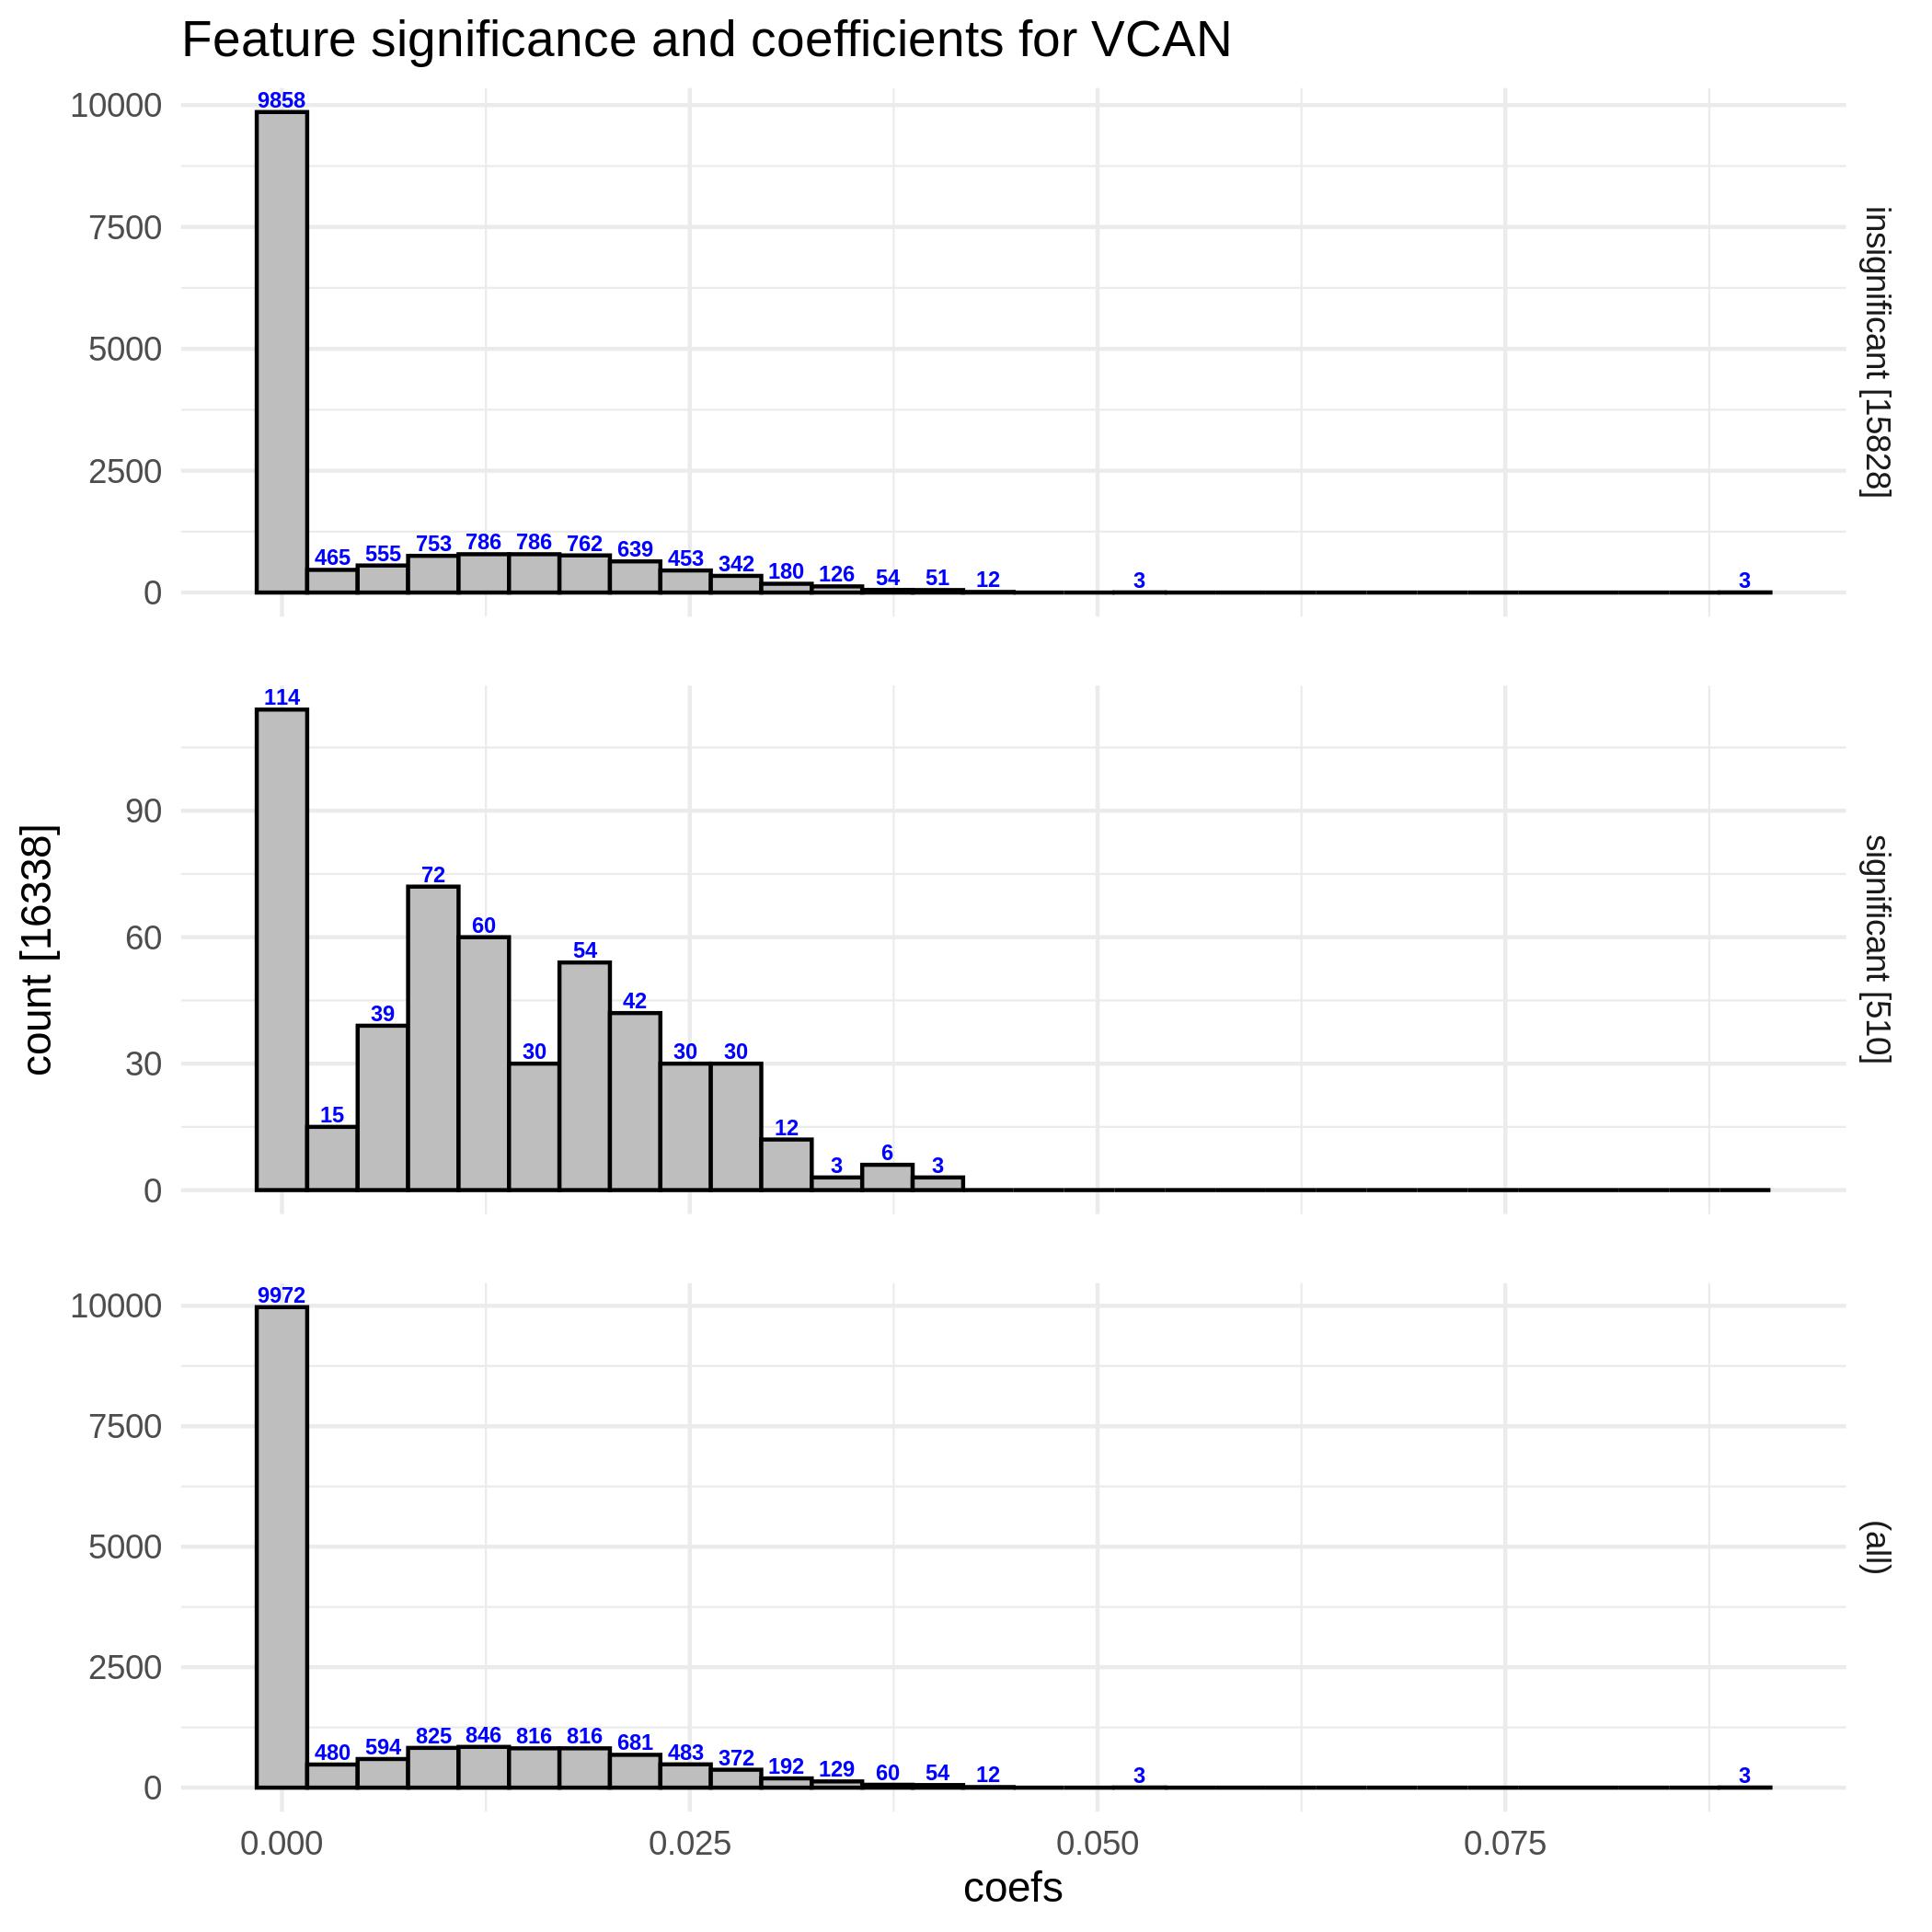 Feature significance and coefficients for VCAN
10000
7500
5000
2500
0
9858
465 555 753 786 786 762 639 453 342 180 126 54 51 12 3 3
insignificant [15828]
count [16338]
90
60
30
0
114
15 39 72 60 30 54 42 30 30 12 3 6 3
significant [510]
10000
7500
5000
2500
0
9972
480 594 825 846 816 816 681 483 372 192 129 60 54 12 3 3
(all)
0.000 0.025 0.050 0.075
coefs